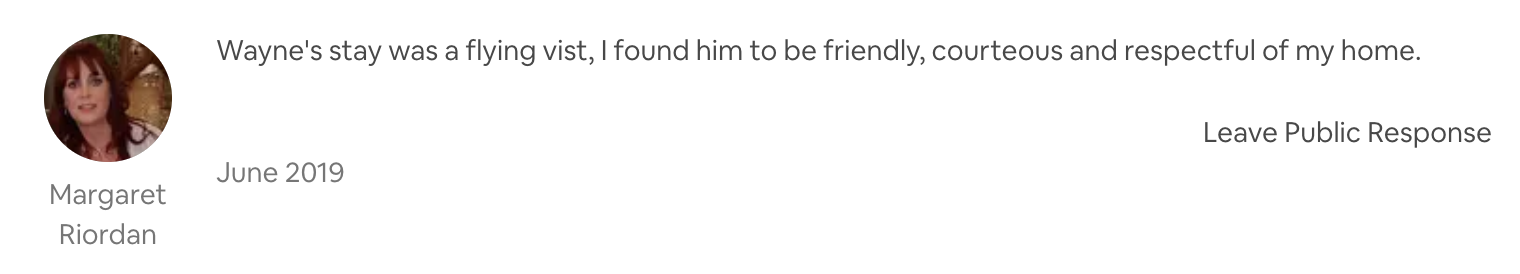 Wayne's stay was a flying vist, I found him to be friendly, courteous and respectful of my home.
Leave Public Response
June 2019
Margaret
Riordan